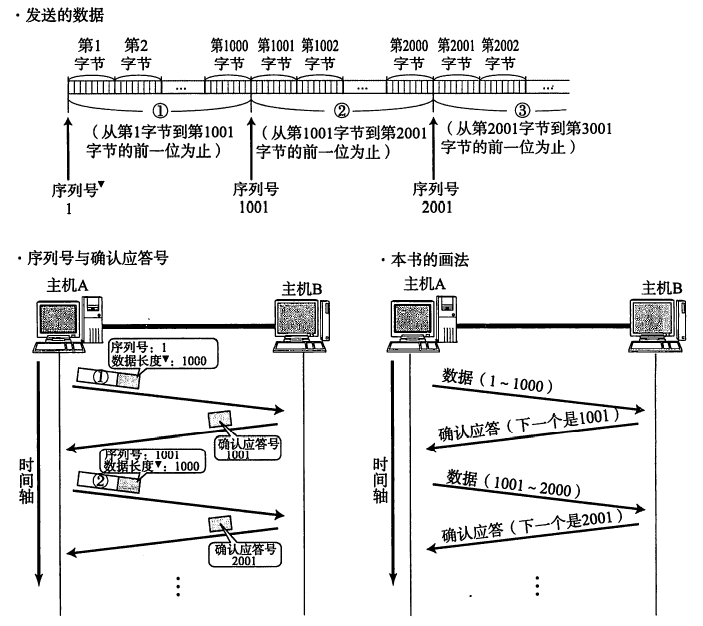 ·发送的数据
第1 第2 第1000 第1001 第1002 第2000 第2001 第2002
字节 字节 字节 字节 字节 字节 字节 字节
... ... ... ...
① ② ③
（从第1字节到第1001 （从第1001字节到第2001 （从第2001字节到第3001
字节的前一位为止） 字节的前一位为止） 字节的前一位为止）
序列号▼ 序列号 序列号
1 1001 2001
·序列号与确认应答号
主机A 主机B
序列号：1
数据长度▼：1000
①
确认应答号
1001
序列号：1001
数据长度▼：1000
②
确认应答号
2001
时间轴
⋮
·本书的画法
主机A 主机B
数据（1~1000）
确认应答（下一个是1001）
数据（1001~2000）
确认应答（下一个是2001）
时间轴
⋮